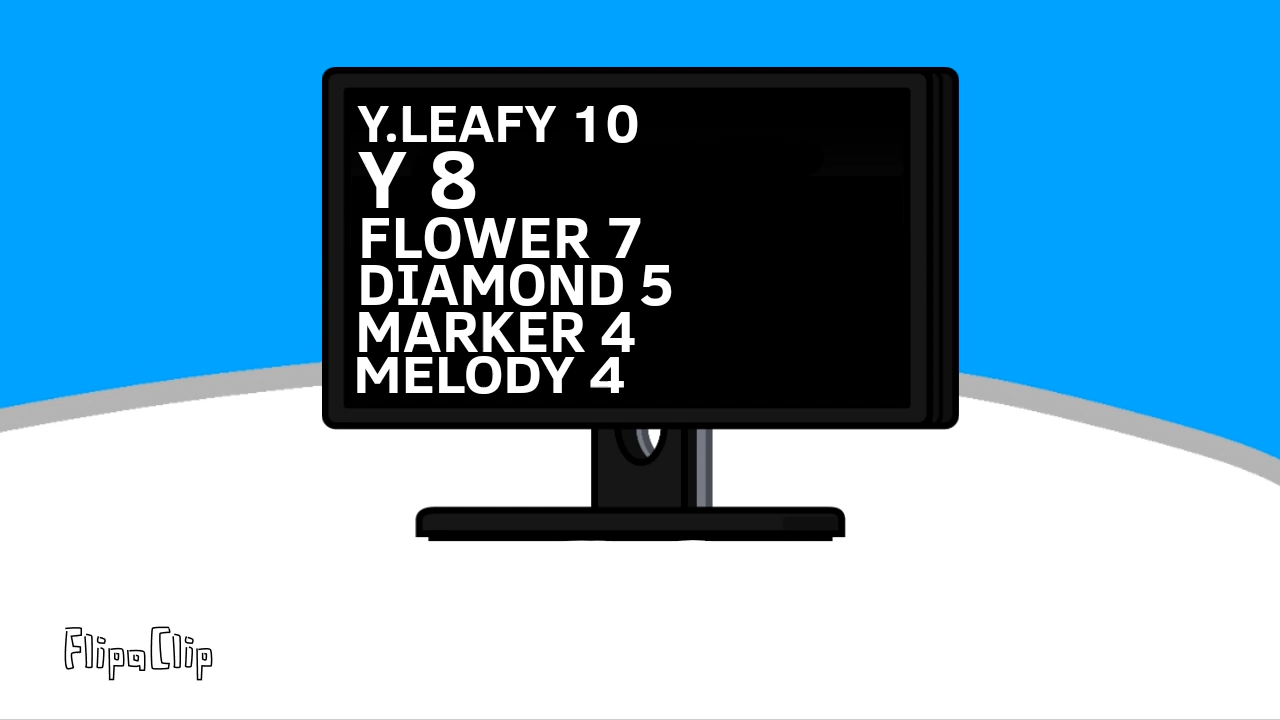 Y.LEAFY 10
Y 8
FLOWER 7
DIAMOND 5
MARKER 4
MELODY 4
FlipaClip